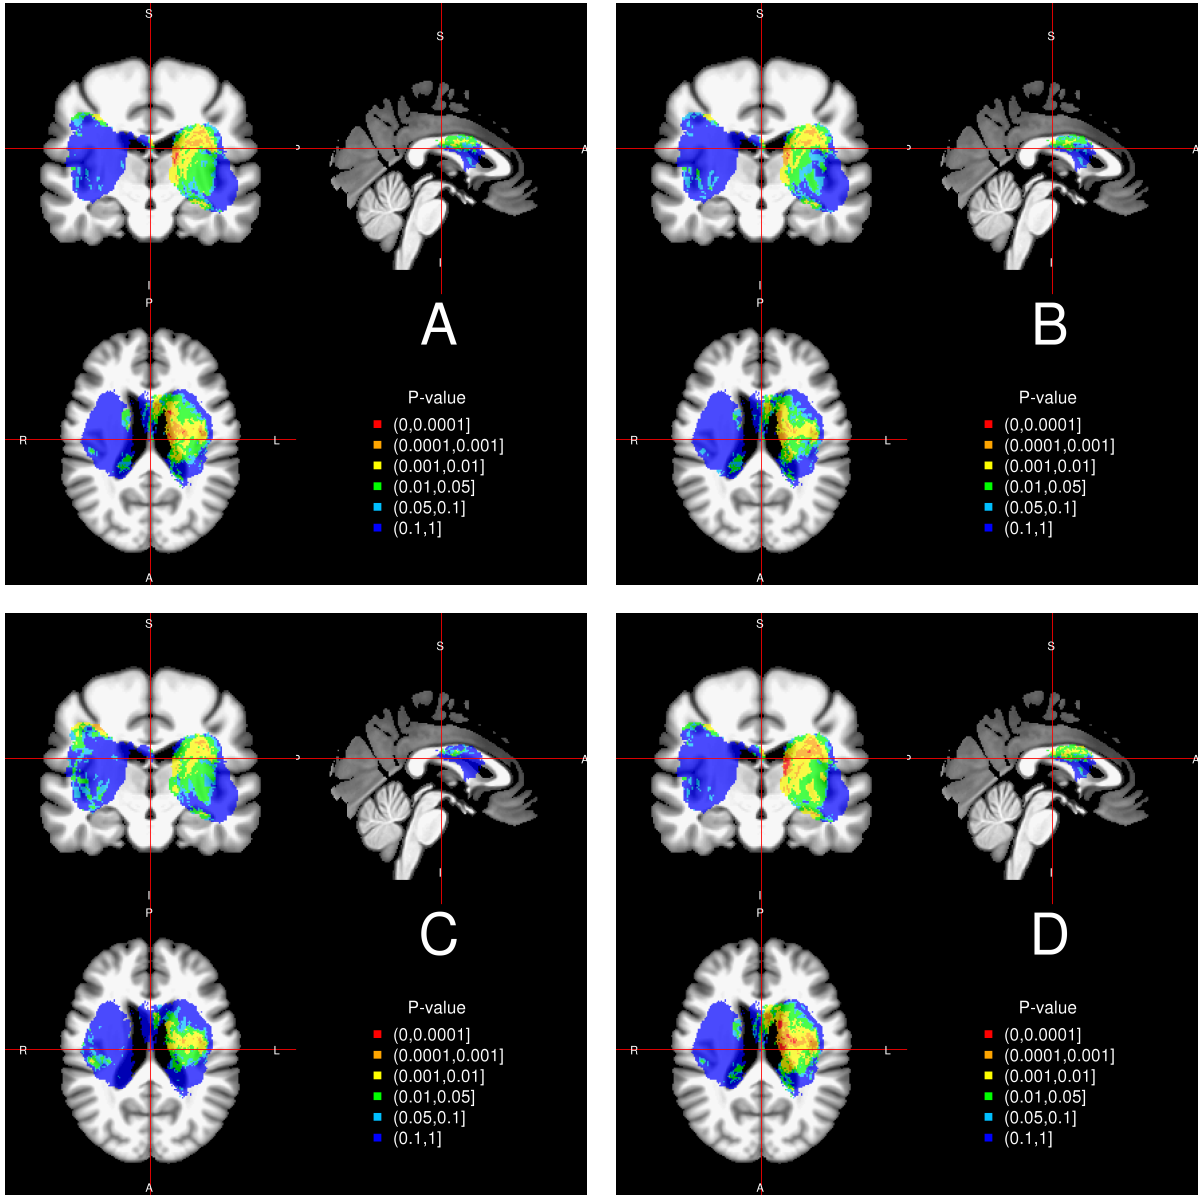 S
S
P
A
I
I
P
A
P-value
(0,0.0001]
(0.0001,0.001]
(0.001,0.01]
(0.01,0.05]
(0.05,0.1]
(0.1,1]
R
L
A
S
S
P
A
I
I
P
B
P-value
(0,0.0001]
(0.0001,0.001]
(0.001,0.01]
(0.01,0.05]
(0.05,0.1]
(0.1,1]
R
L
A
S
S
P
A
I
I
P
C
P-value
(0,0.0001]
(0.0001,0.001]
(0.001,0.01]
(0.01,0.05]
(0.05,0.1]
(0.1,1]
R
L
A
S
S
P
A
I
I
P
D
P-value
(0,0.0001]
(0.0001,0.001]
(0.001,0.01]
(0.01,0.05]
(0.05,0.1]
(0.1,1]
R
L
A